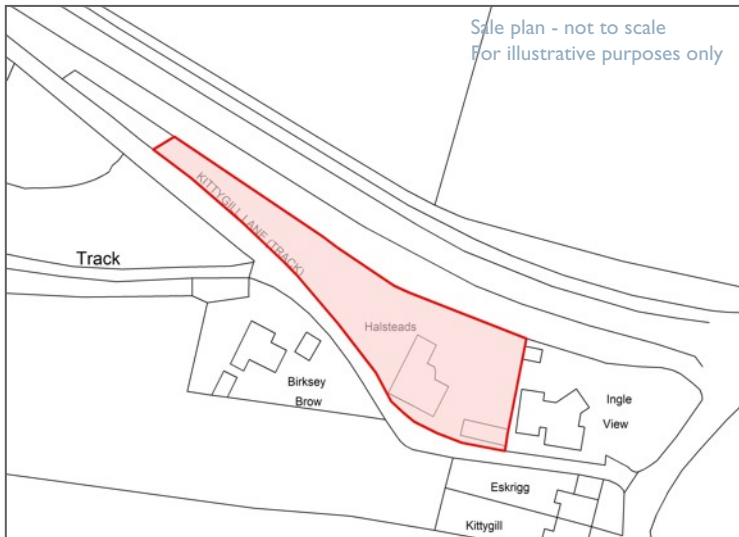 Sale plan - not to scale
For illustrative purposes only
KITTYGILL LANE (TRACK)
Track
Halsteads
Birksey
Brow
Ingle
View
Eskrigg
Kittygill